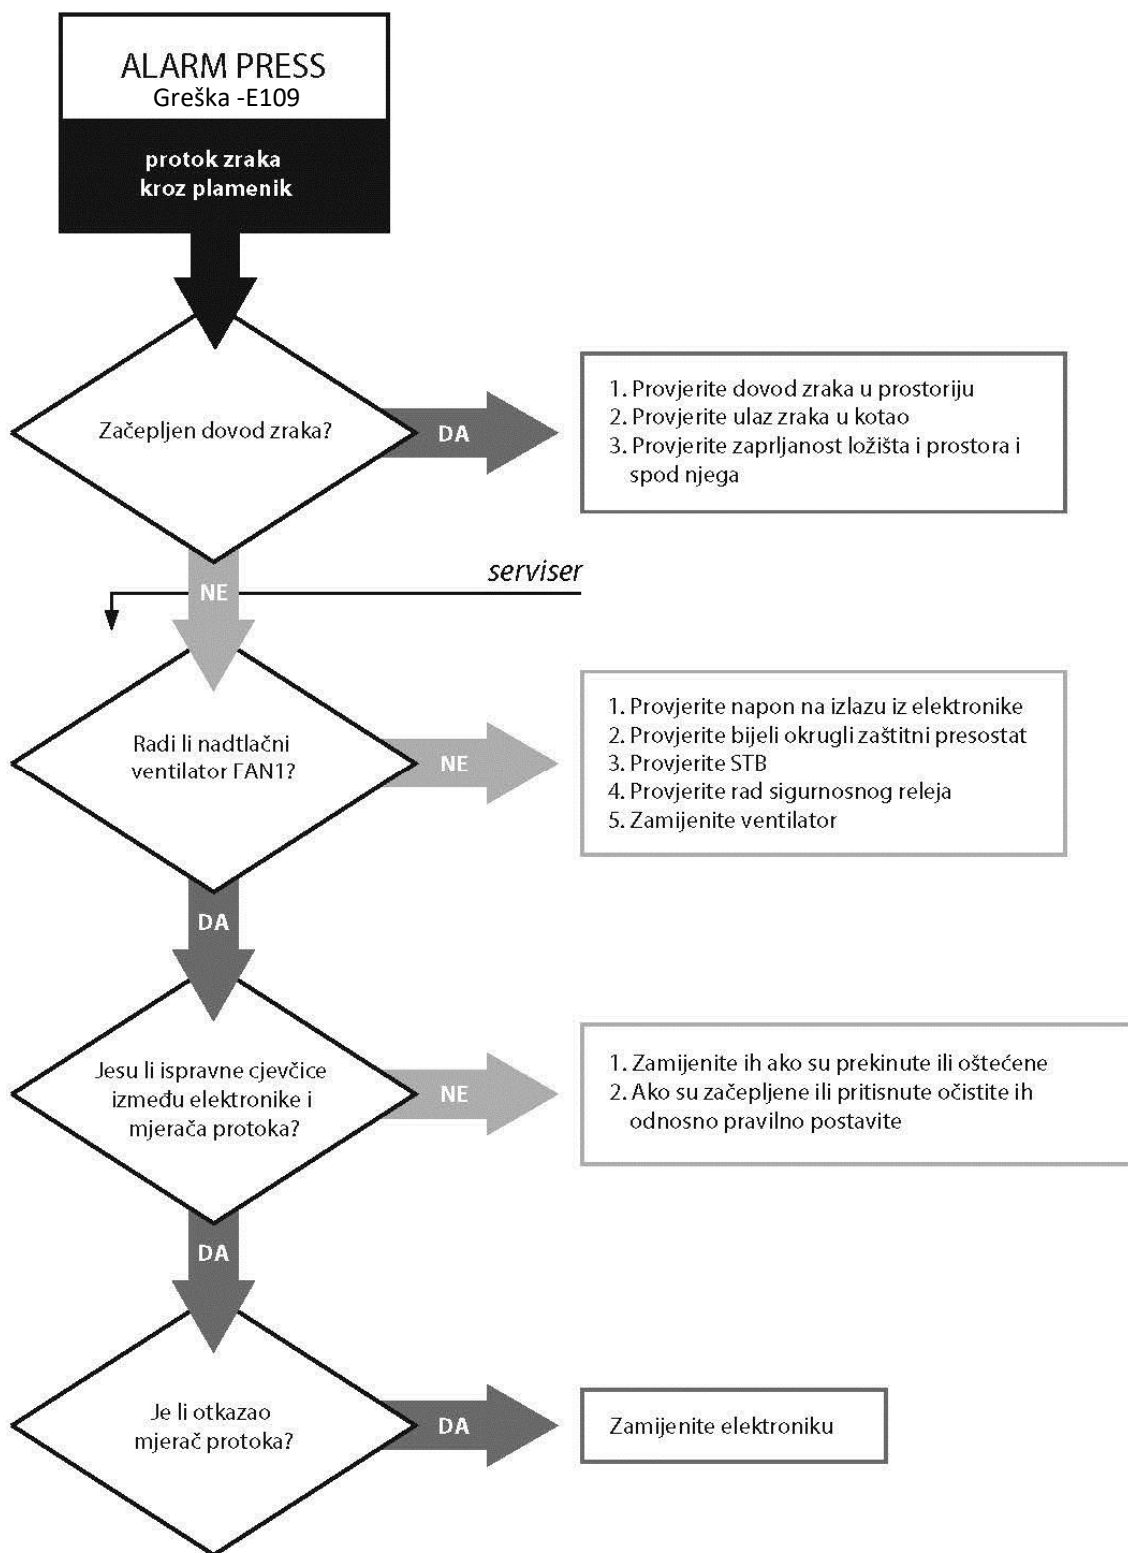 ALARM PRESS
Greška -E109
protok zraka
kroz plamenik
Začepljen dovod zraka?
DA
1. Provjerite dovod zraka u prostoriju
2. Provjerite ulaz zraka u kotao
3. Provjerite zaprljanost ložišta i prostora i
spod njega
NE
serviser
Radi li nadtlačni
ventilator FAN1?
NE
1. Provjerite napon na izlazu iz elektronike
2. Provjerite bijeli okrugli zaštitni presostat
3. Provjerite STB
4. Provjerite rad sigurnosnog releja
5. Zamijenite ventilator
DA
Jesu li ispravne cjevčice
između elektronike i
mjerača protoka?
NE
1. Zamijenite ih ako su prekinute ili oštećene
2. Ako su začepljene ili pritisnute očistite ih
odnosno pravilno postavite
DA
Je li otkazao
mjerač protoka?
DA
Zamijenite elektroniku